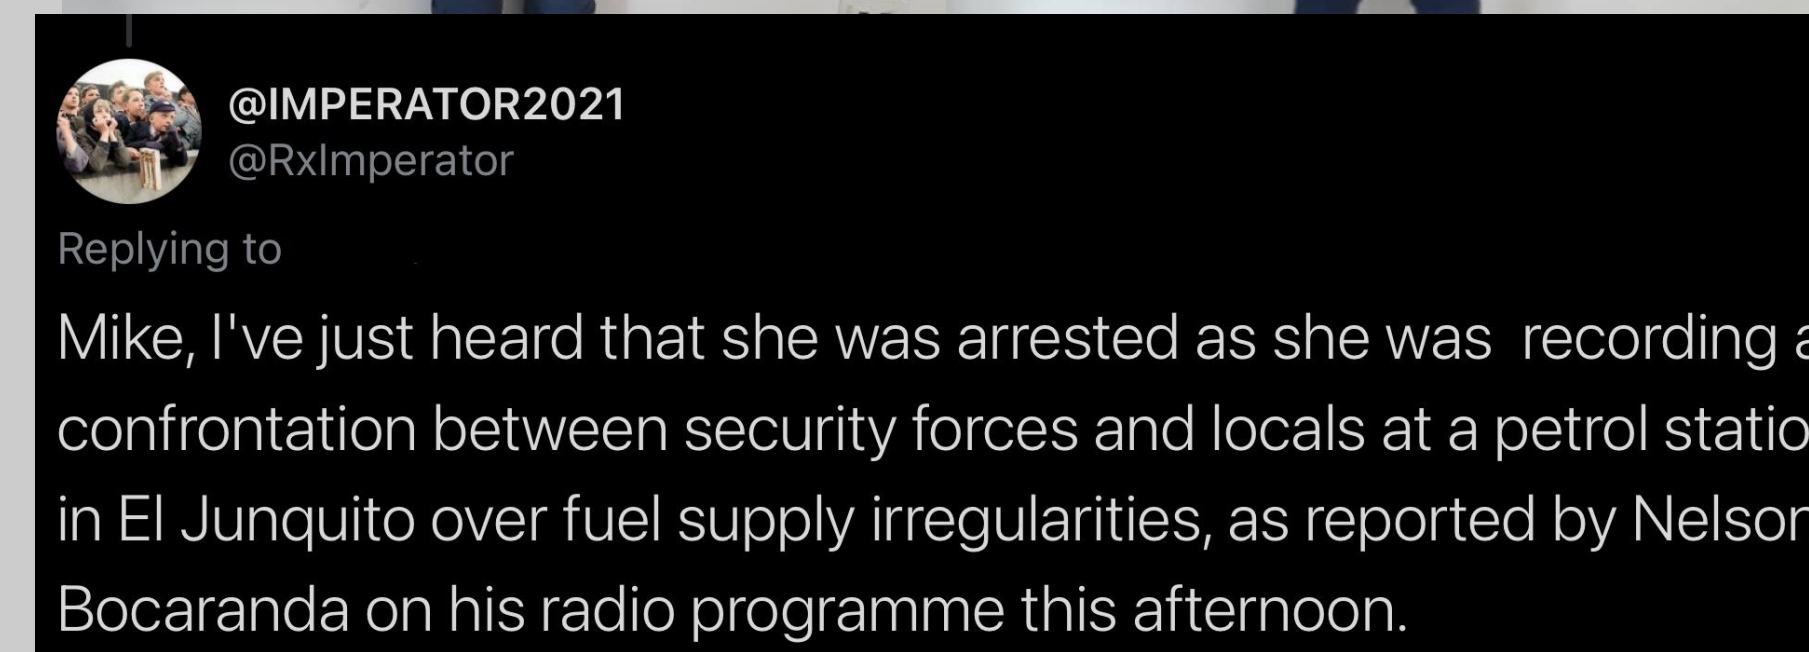 @IMPERATOR2021
@RxImperator
Replying to
Mike, I've just heard that she was arrested as she was  recording a
confrontation between security forces and locals at a petrol statio
in El Junquito over fuel supply irregularities, as reported by Nelson
Bocaranda on his radio programme this afternoon.